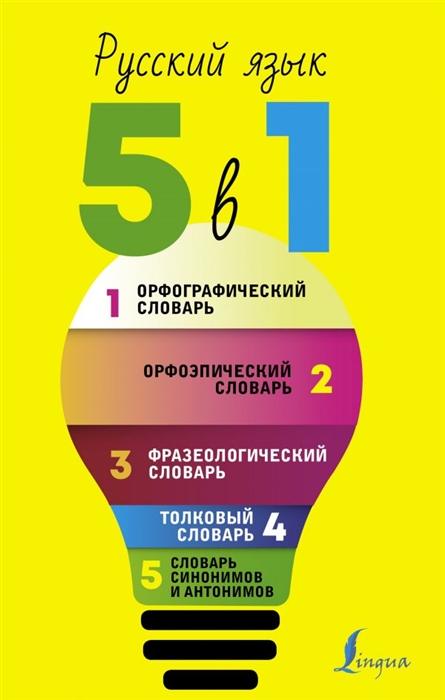 Русский язык
5 в 1
1 ОРФОГРАФИЧЕСКИЙ
СЛОВАРЬ
ОРФОЭПИЧЕСКИЙ
СЛОВАРЬ 2
3 ФРАЗЕОЛОГИЧЕСКИЙ
СЛОВАРЬ
ТОЛКОВЫЙ
СЛОВАРЬ 4
5 СЛОВАРЬ
СИНОНИМОВ
И АНТОНИМОВ
Lingua